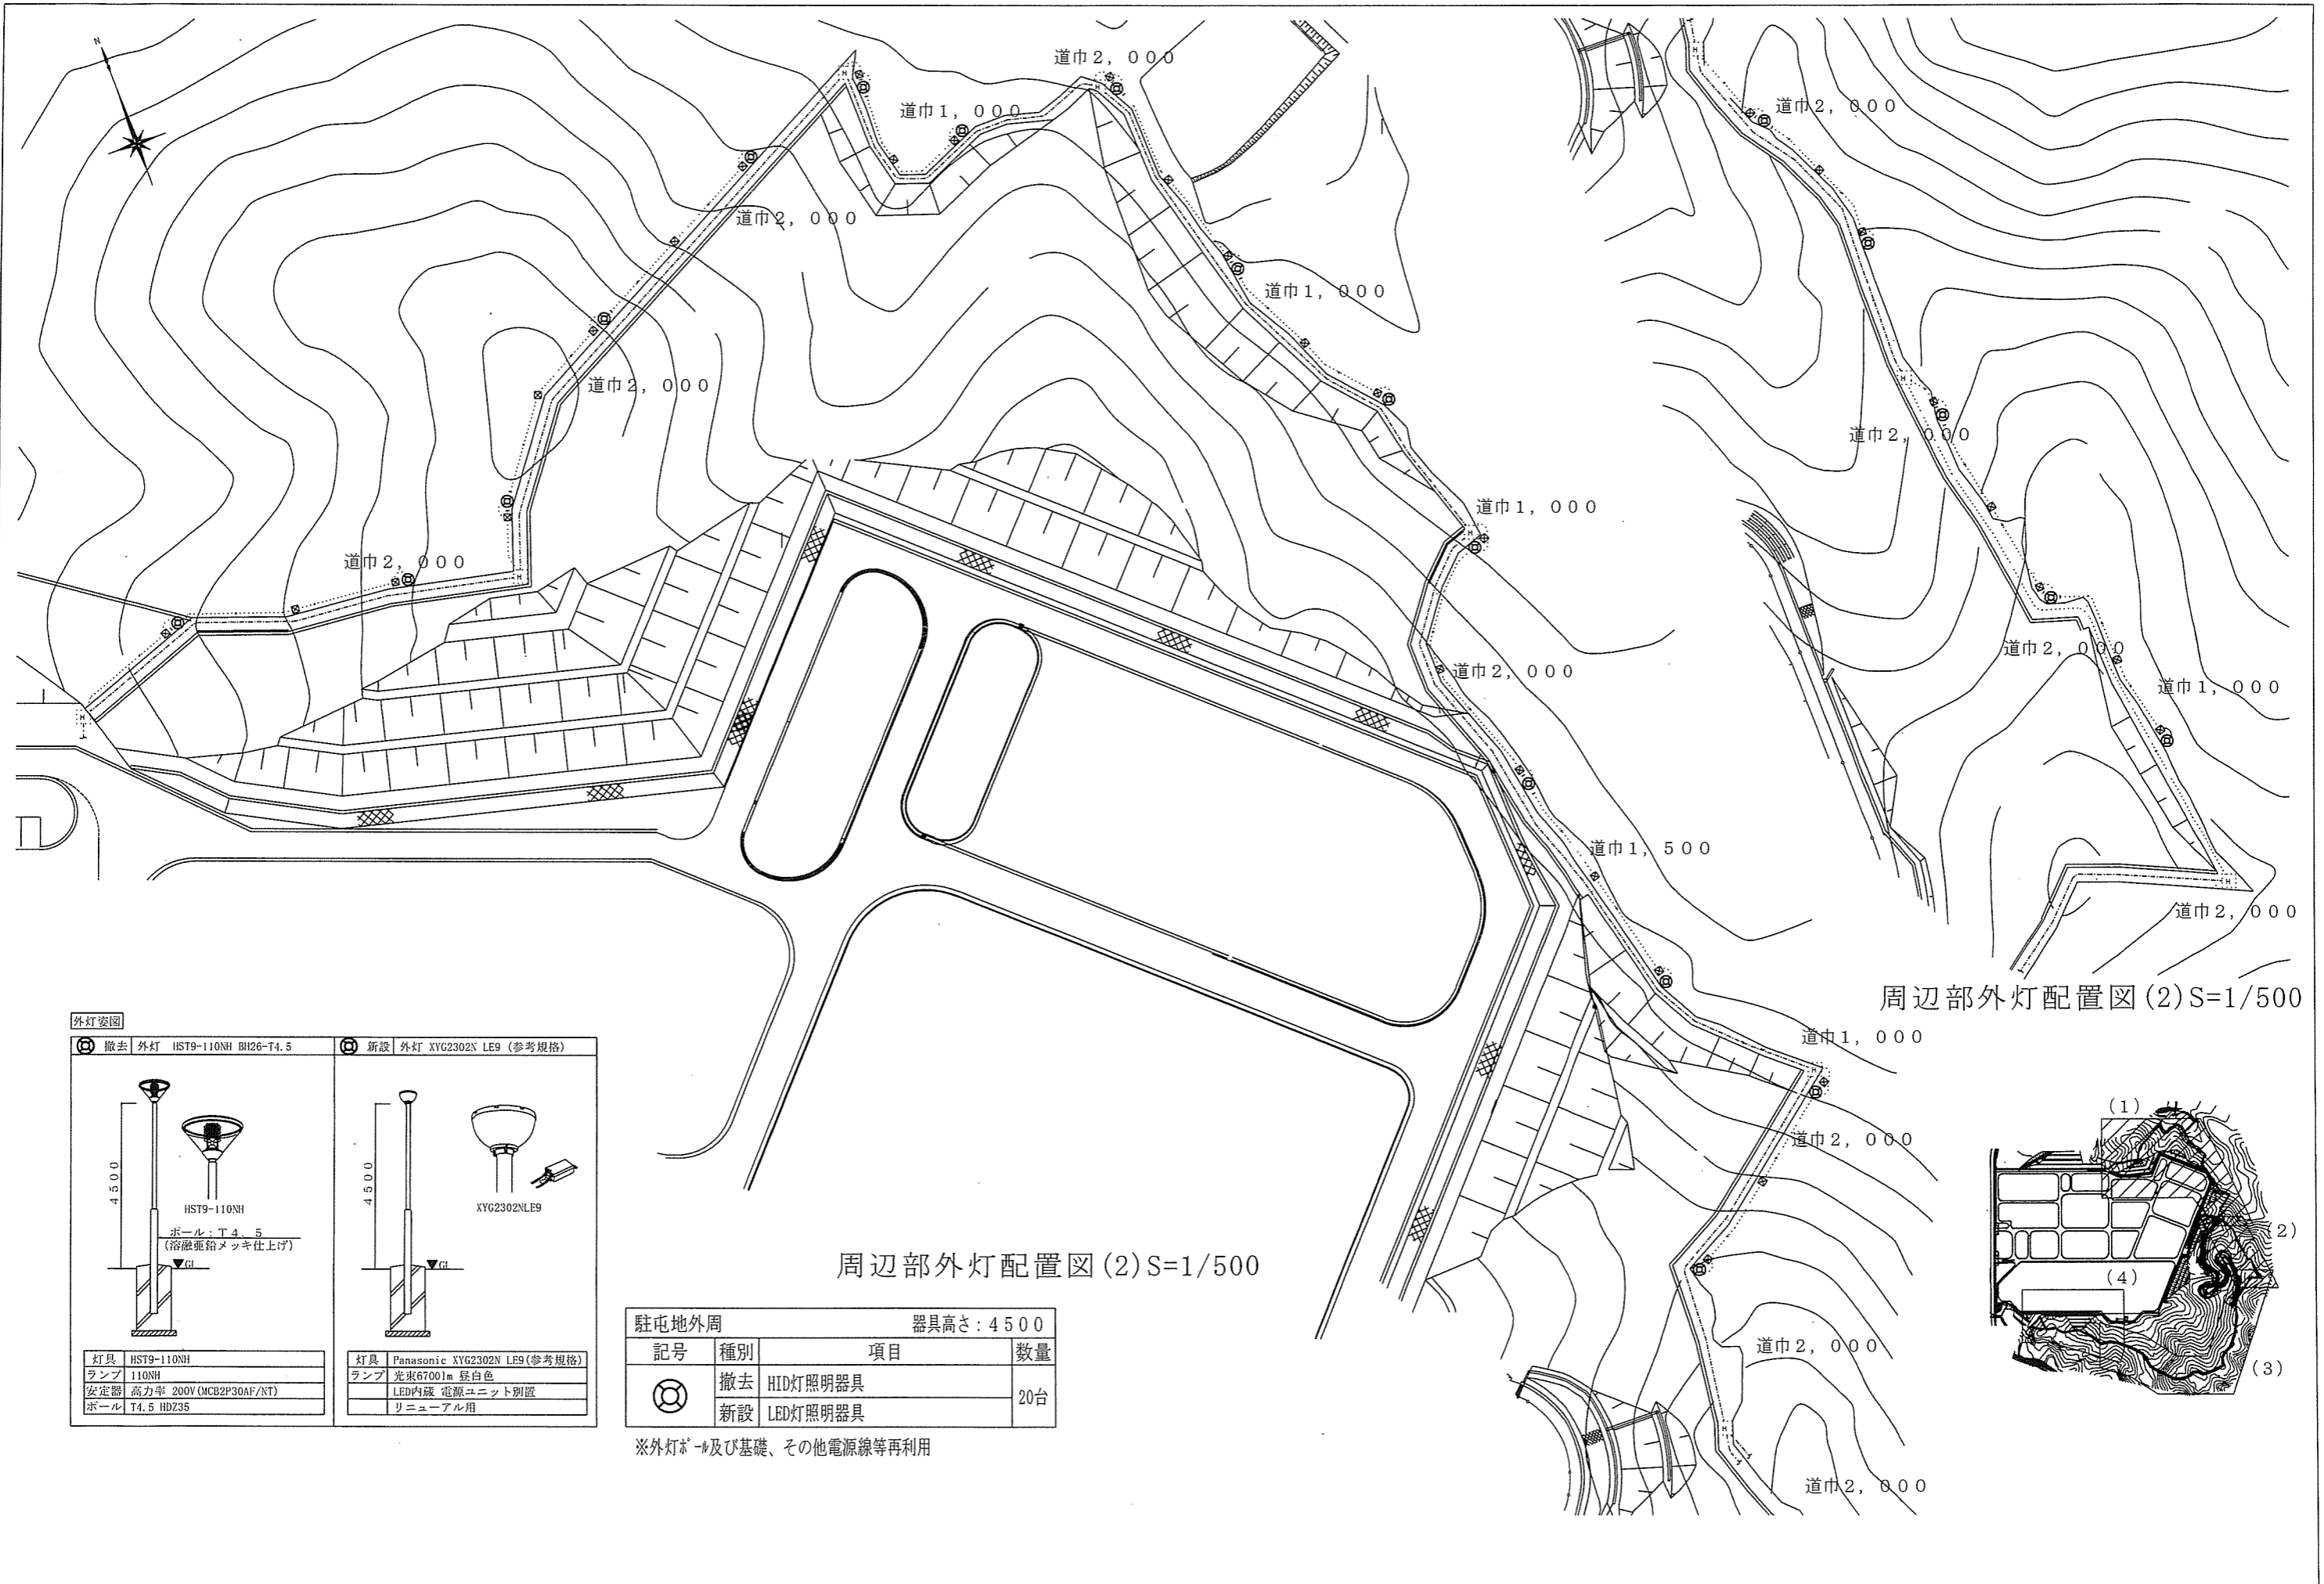 N
道巾2,000
道巾1,000
道巾2,000
道巾2,000
道巾1,000
道巾2,000
道巾2,000
道巾2,000
道巾1,000
道巾2,000
道巾1,500
道巾1,000
道巾2,000
道巾2,000
道巾2,000
道巾2,000
道巾1,000
道巾2,000
周辺部外灯配置図(2)S=1/500
周辺部外灯配置図(2)S=1/500
外灯姿図
撤去 外灯 HST9-110NH BH26-T4.5
新設 外灯 XYG2302N LE9 (参考規格)
4500
HST9-110NH
ポール：T4.5
(溶融亜鉛メッキ仕上げ)
GL
灯具 HST9-110NH
ランプ 110NH
安定器 高力率 200V(MCB2P30AF/NT)
ポール T4.5 HDZ35
4500
XYG2302NLE9
GL
灯具 Panasonic XYG2302N LE9(参考規格)
ランプ 光束6700lm 昼白色
LED内蔵 電源ユニット別置
リニューアル用
駐屯地外周 器具高さ：4500
記号 種別 項目 数量
撤去 HID灯照明器具
新設 LED灯照明器具
20台
※外灯ﾎﾟｰﾙ及び基礎、その他電源線等再利用
(1)
(2)
(4)
(3)